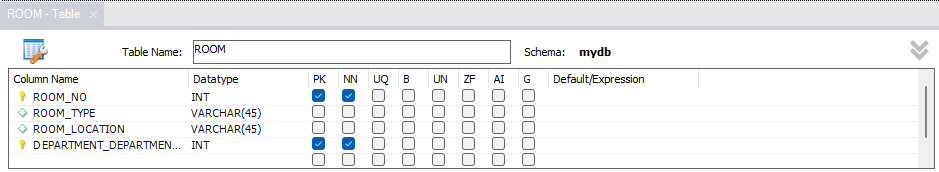 ROOM - Table ×
Table Name: ROOM Schema: mydb
Column Name Datatype PK NN UQ B UN ZF AI G Default/Expression
ROOM_NO INT
ROOM_TYPE VARCHAR(45)
ROOM_LOCATION VARCHAR(45)
DEPARTMENT_DEPARTMEN... INT